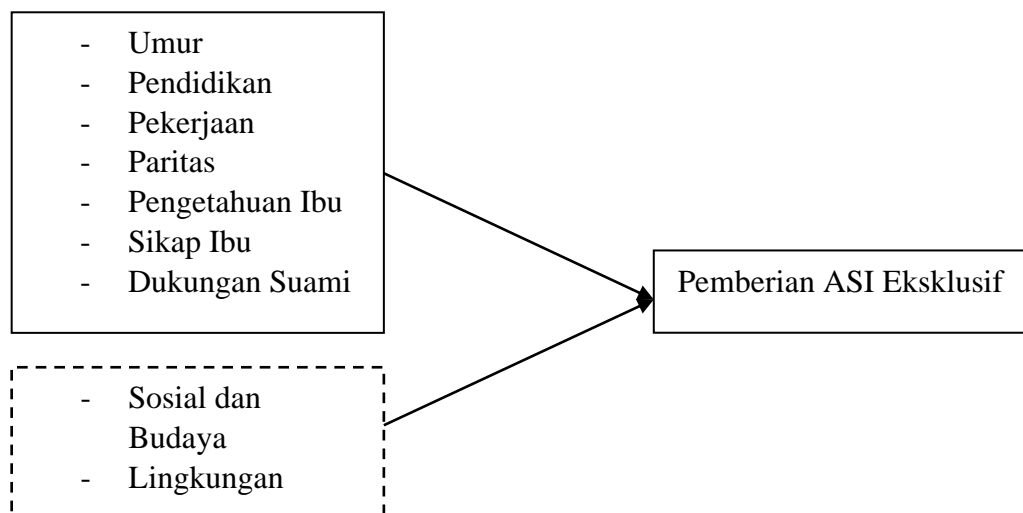 - Umur
- Pendidikan
- Pekerjaan
- Paritas
- Pengetahuan Ibu
- Sikap Ibu
- Dukungan Suami
Pemberian ASI Eksklusif
- Sosial dan
Budaya
- Lingkungan